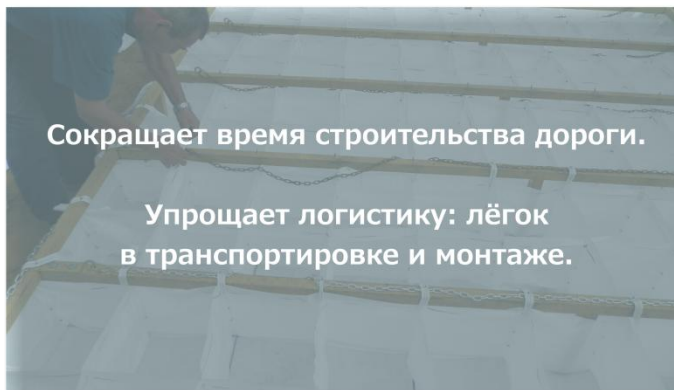 Сокращает время строительства дороги.
Упрощает логистику: лёгок
в транспортировке и монтаже.